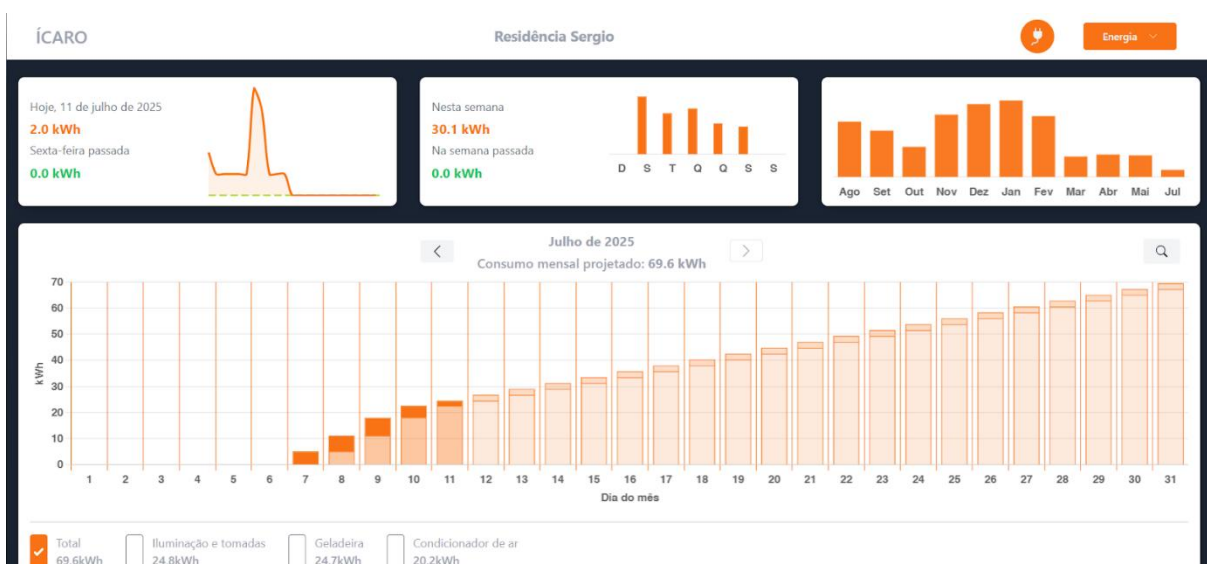 ÍCARO
Residência Sergio
Energia
Hoje, 11 de julho de 2025
2.0 kWh
Sexta-feira passada
0.0 kWh
Nesta semana
30.1 kWh
Na semana passada
0.0 kWh
D S T Q Q S S
Ago Set Out Nov Dez Jan Fev Mar Abr Mai Jul
Julho de 2025
Consumo mensal projetado: 69.6 kWh
70
60
50
40
30
20
10
0
kWh
1 2 3 4 5 6 7 8 9 10 11 12 13 14 15 16 17 18 19 20 21 22 23 24 25 26 27 28 29 30 31
Dia do mês
Total
69.6kWh
Iluminação e tomadas
24.8kWh
Geladeira
24.7kWh
Condicionador de ar
20.2kWh